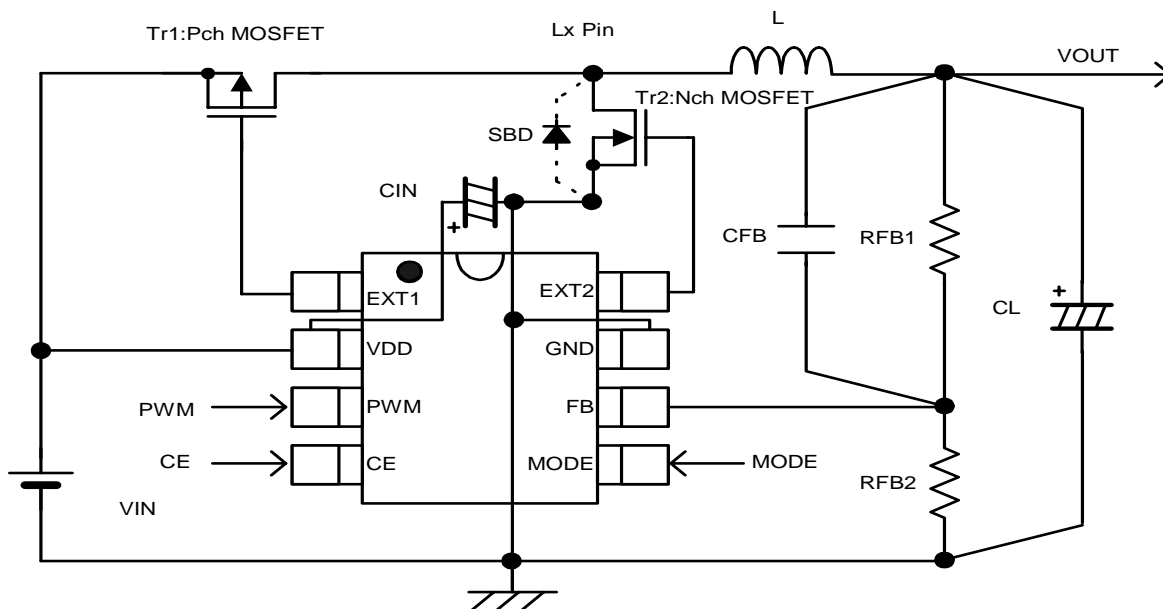 L
Tr1:Pch MOSFET
Lx Pin
VOUT
Tr2:Nch MOSFET
SBD
CIN
+
CFB
RFB1
EXT1
EXT2
+
CL
VDD
GND
PWM
PWM
FB
CE
CE
MODE
MODE
RFB2
VIN